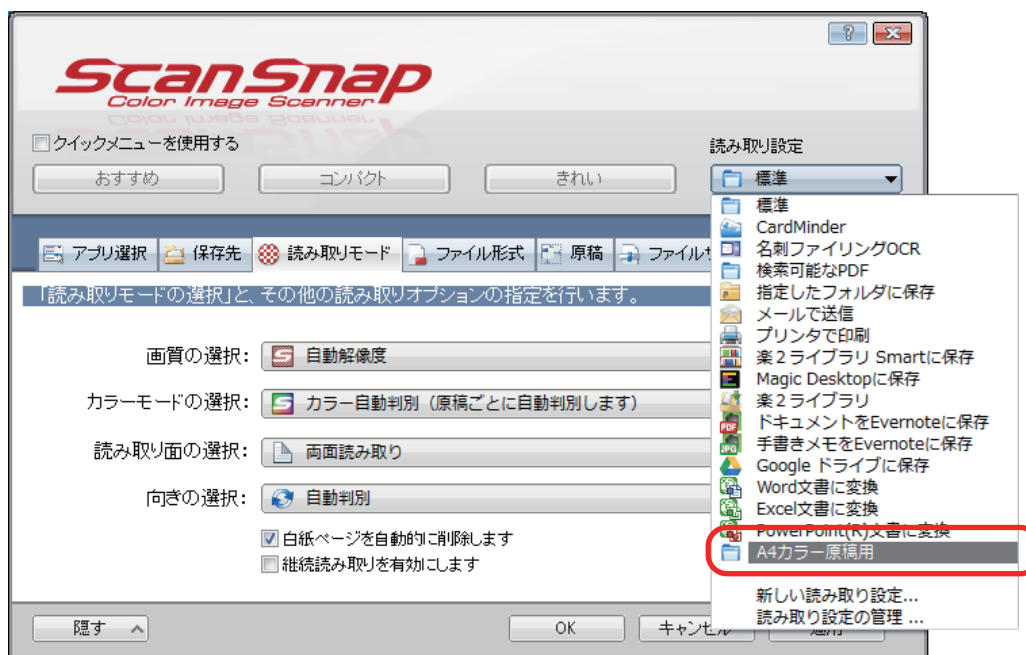 ScanSnap
Color Image Scanner
クイックメニューを使用する
読み取り設定
おすすめ
コンパクト
きれい
標準
アプリ選択
保存先
読み取りモード
ファイル形式
原稿
ファイルサ
「読み取りモードの選択」と、その他の読み取りオプションの指定を行います。
画質の選択:
自動解像度
カラーモードの選択:
カラー自動判別（原稿ごとに自動判別します）
読み取り面の選択:
両面読み取り
向きの選択:
自動判別
白紙ページを自動的に削除します
継続読み取りを有効にします
標準
CardMinder
名刺ファイリングOCR
検索可能なPDF
指定したフォルダに保存
メールで送信
プリンタで印刷
楽２ライブラリ Smartに保存
Magic Desktopに保存
楽２ライブラリ
ドキュメントをEvernoteに保存
手書きメモをEvernoteに保存
Google ドライブに保存
Word文書に変換
Excel文書に変換
PowerPoint(R)文書に変換
A4カラー原稿用
新しい読み取り設定...
読み取り設定の管理 ...
隠す
OK
キャンセル
適用